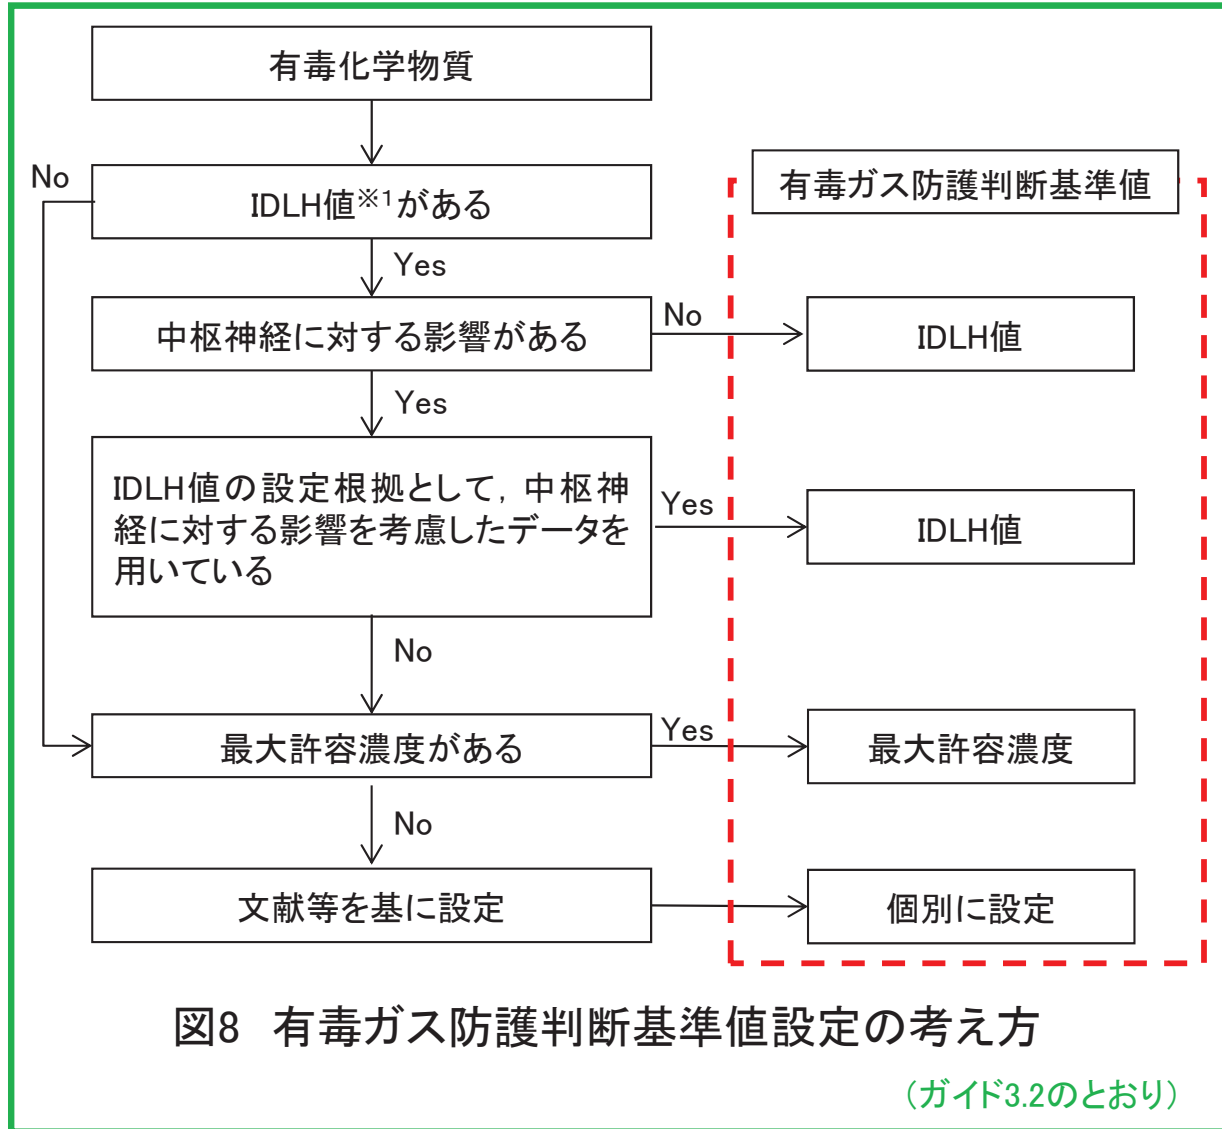 有毒化学物質
No
IDLH値※1がある
有毒ガス防護判断基準値
Yes
中枢神経に対する影響がある
No
IDLH値
Yes
IDLH値の設定根拠として，中枢神
経に対する影響を考慮したデータを
用いている
Yes
IDLH値
No
最大許容濃度がある
Yes
最大許容濃度
No
文献等を基に設定
個別に設定
図8 有毒ガス防護判断基準値設定の考え方
(ガイド3.2のとおり)